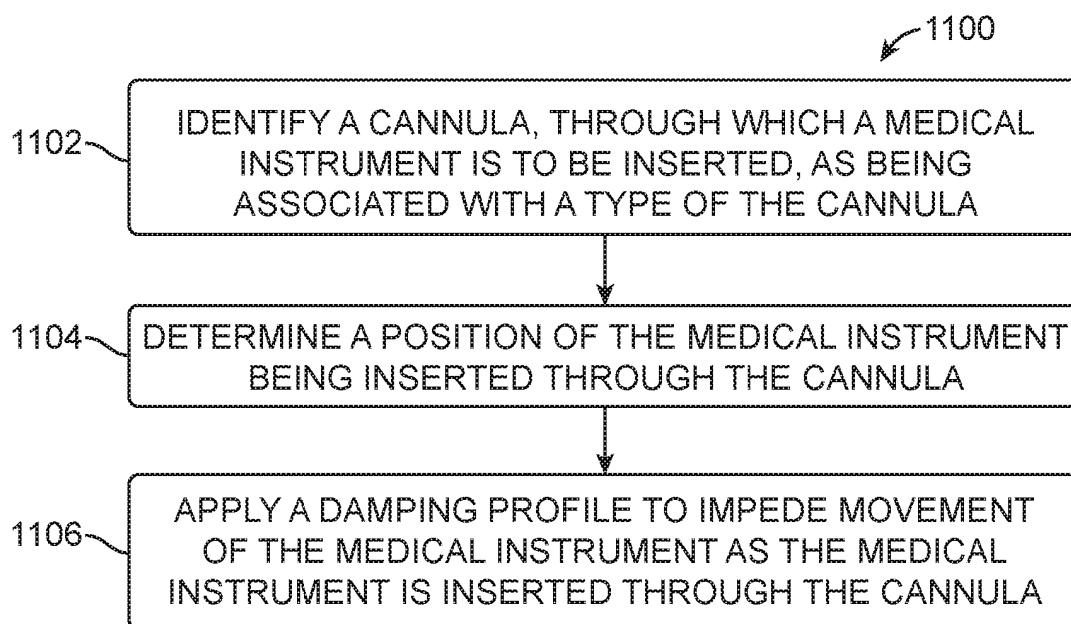 1100
1102
IDENTIFY A CANNULA, THROUGH WHICH A MEDICAL
INSTRUMENT IS TO BE INSERTED, AS BEING
ASSOCIATED WITH A TYPE OF THE CANNULA
1104
DETERMINE A POSITION OF THE MEDICAL INSTRUMENT
BEING INSERTED THROUGH THE CANNULA
1106
APPLY A DAMPING PROFILE TO IMPEDE MOVEMENT
OF THE MEDICAL INSTRUMENT AS THE MEDICAL
INSTRUMENT IS INSERTED THROUGH THE CANNULA